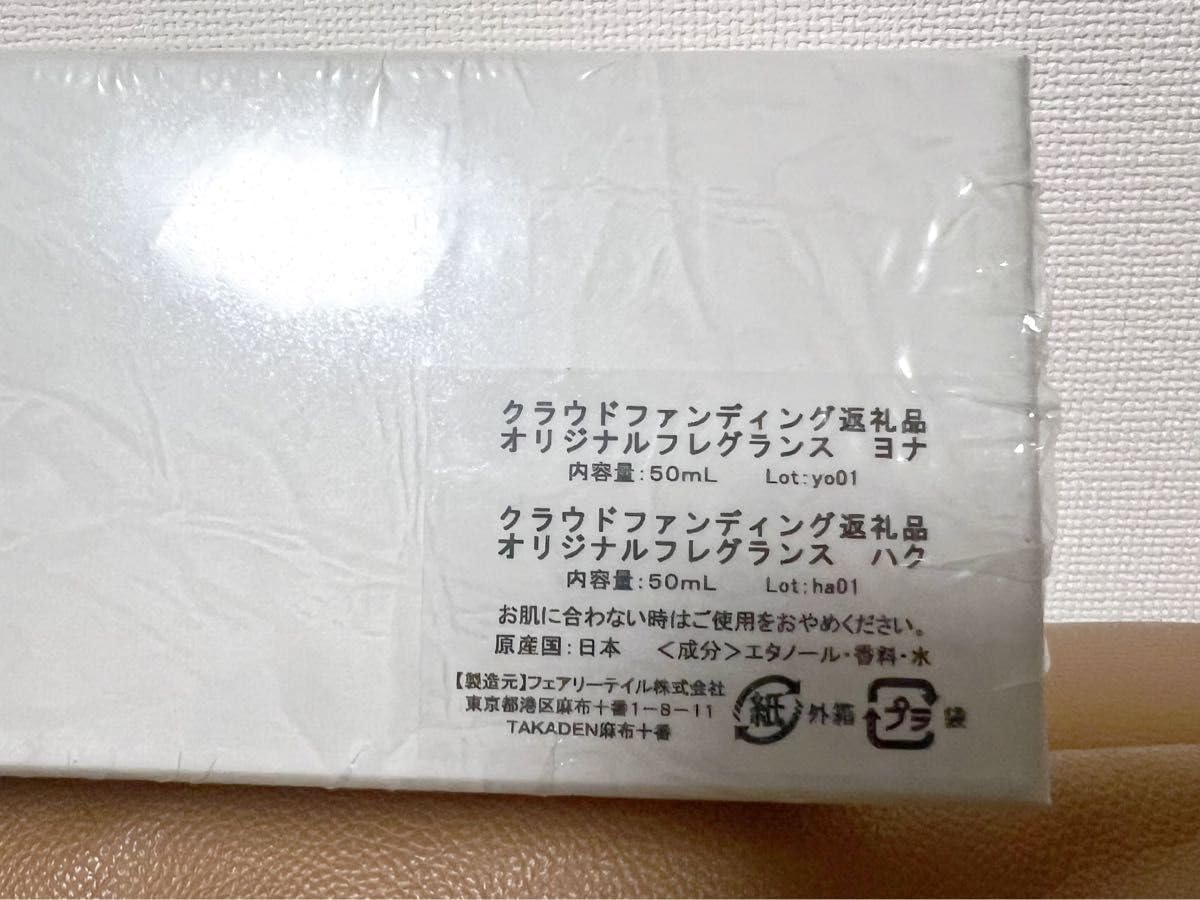 クラウドファンディング返礼品
オリジナルフレグランス　ヨナ
内容量：50mL　Lot:yo01
クラウドファンディング返礼品
オリジナルフレグランス　ハク
内容量：50mL　Lot:ha01
お肌に合わない時はご使用をおやめください。
原産国：日本　＜成分＞エタノール・香料・水
【製造元】フェアリーテイル株式会社
東京都港区麻布十番1-8-11
TAKADEN麻布十番
紙 外箱 プラ 袋